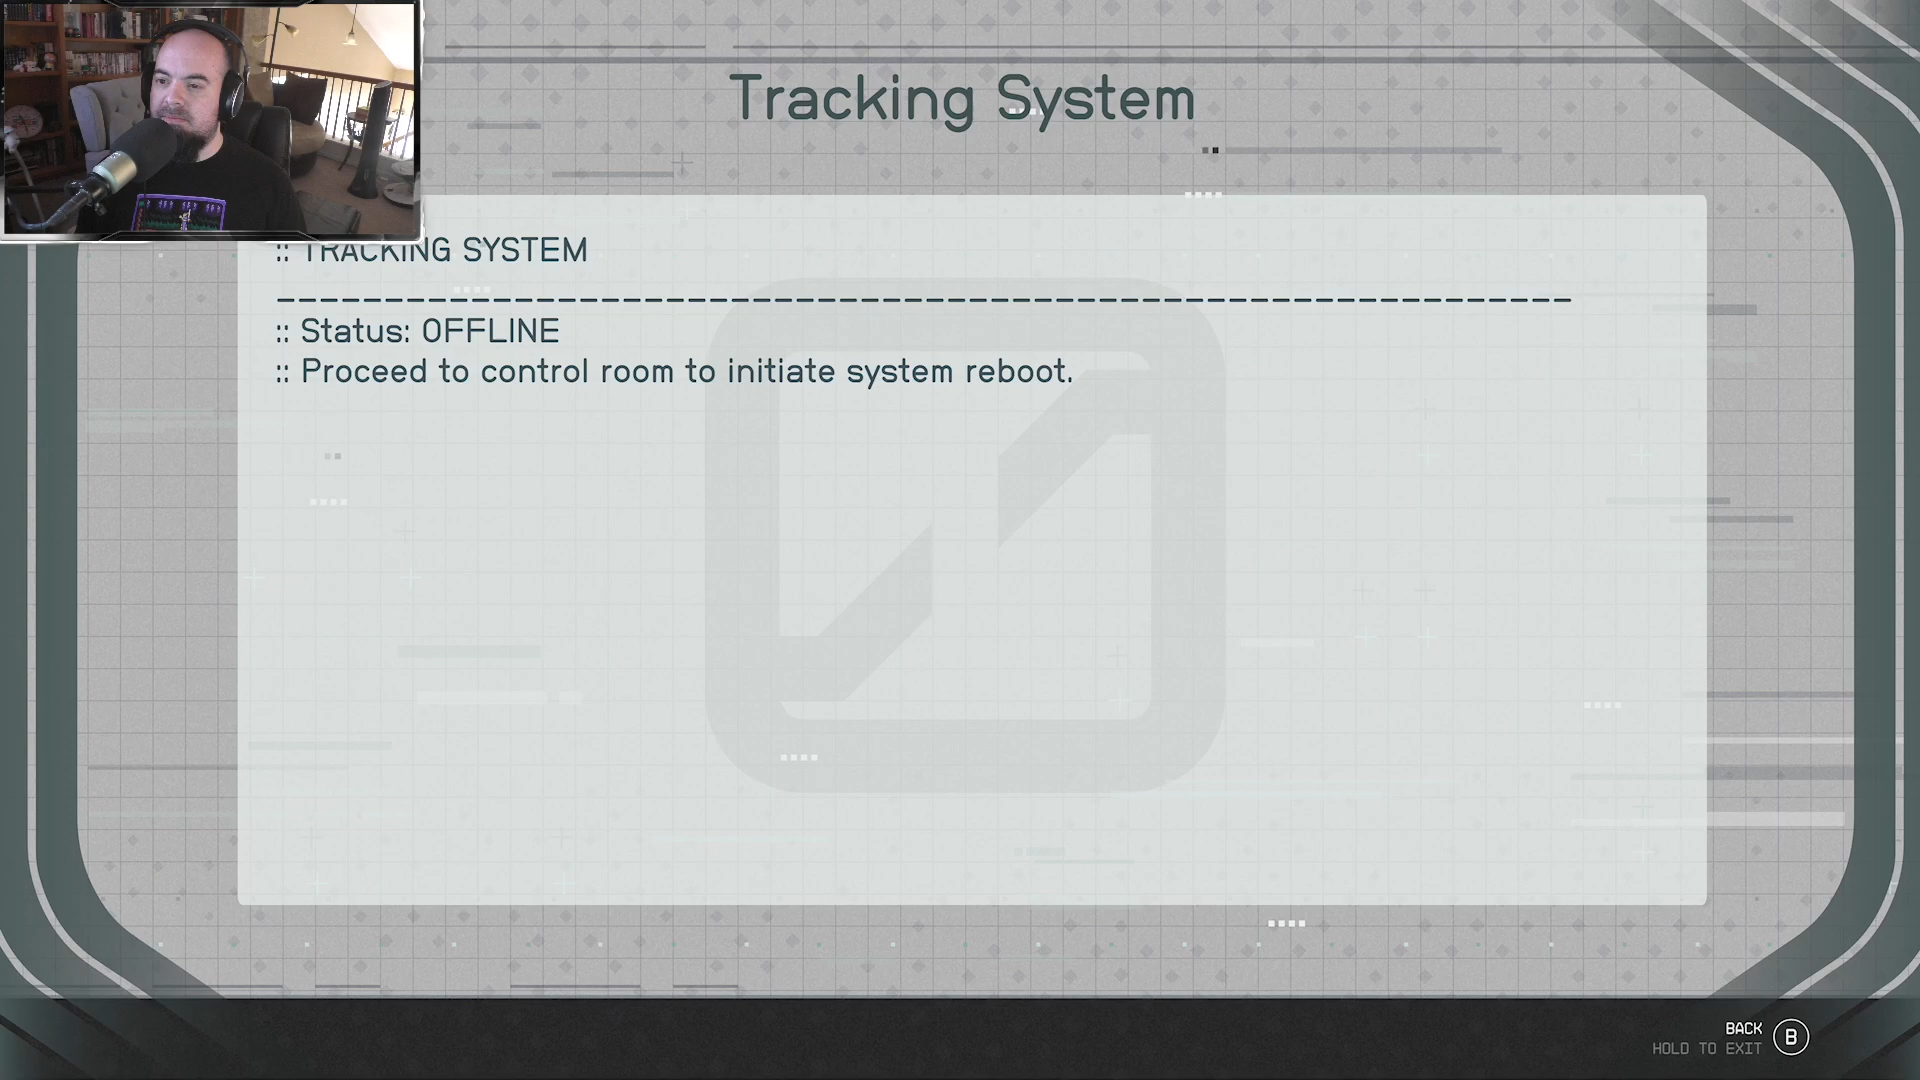 Tracking System
:: TRACKING SYSTEM
:: Status: OFFLINE
:: Proceed to control room to initiate system reboot.
BACK
HOLD TO EXIT
B